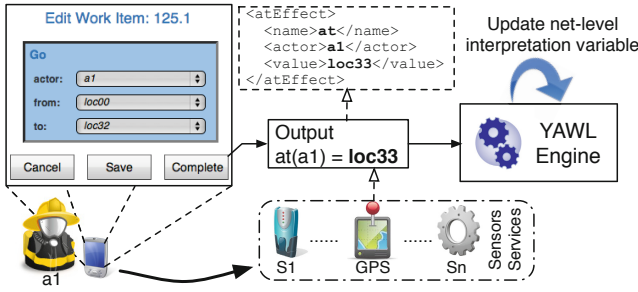 Edit Work Item: 125.1
Go
actor: a1
from: loc00
to: loc32
Cancel Save Complete
a1
<atEffect>
<name>at</name>
<actor>a1</actor>
<value>loc33</value>
</atEffect>
Output
at(a1) = loc33
Update net-level
interpretation variable
YAWL
Engine
S1 ...... GPS ...... Sn
Sensors
Services